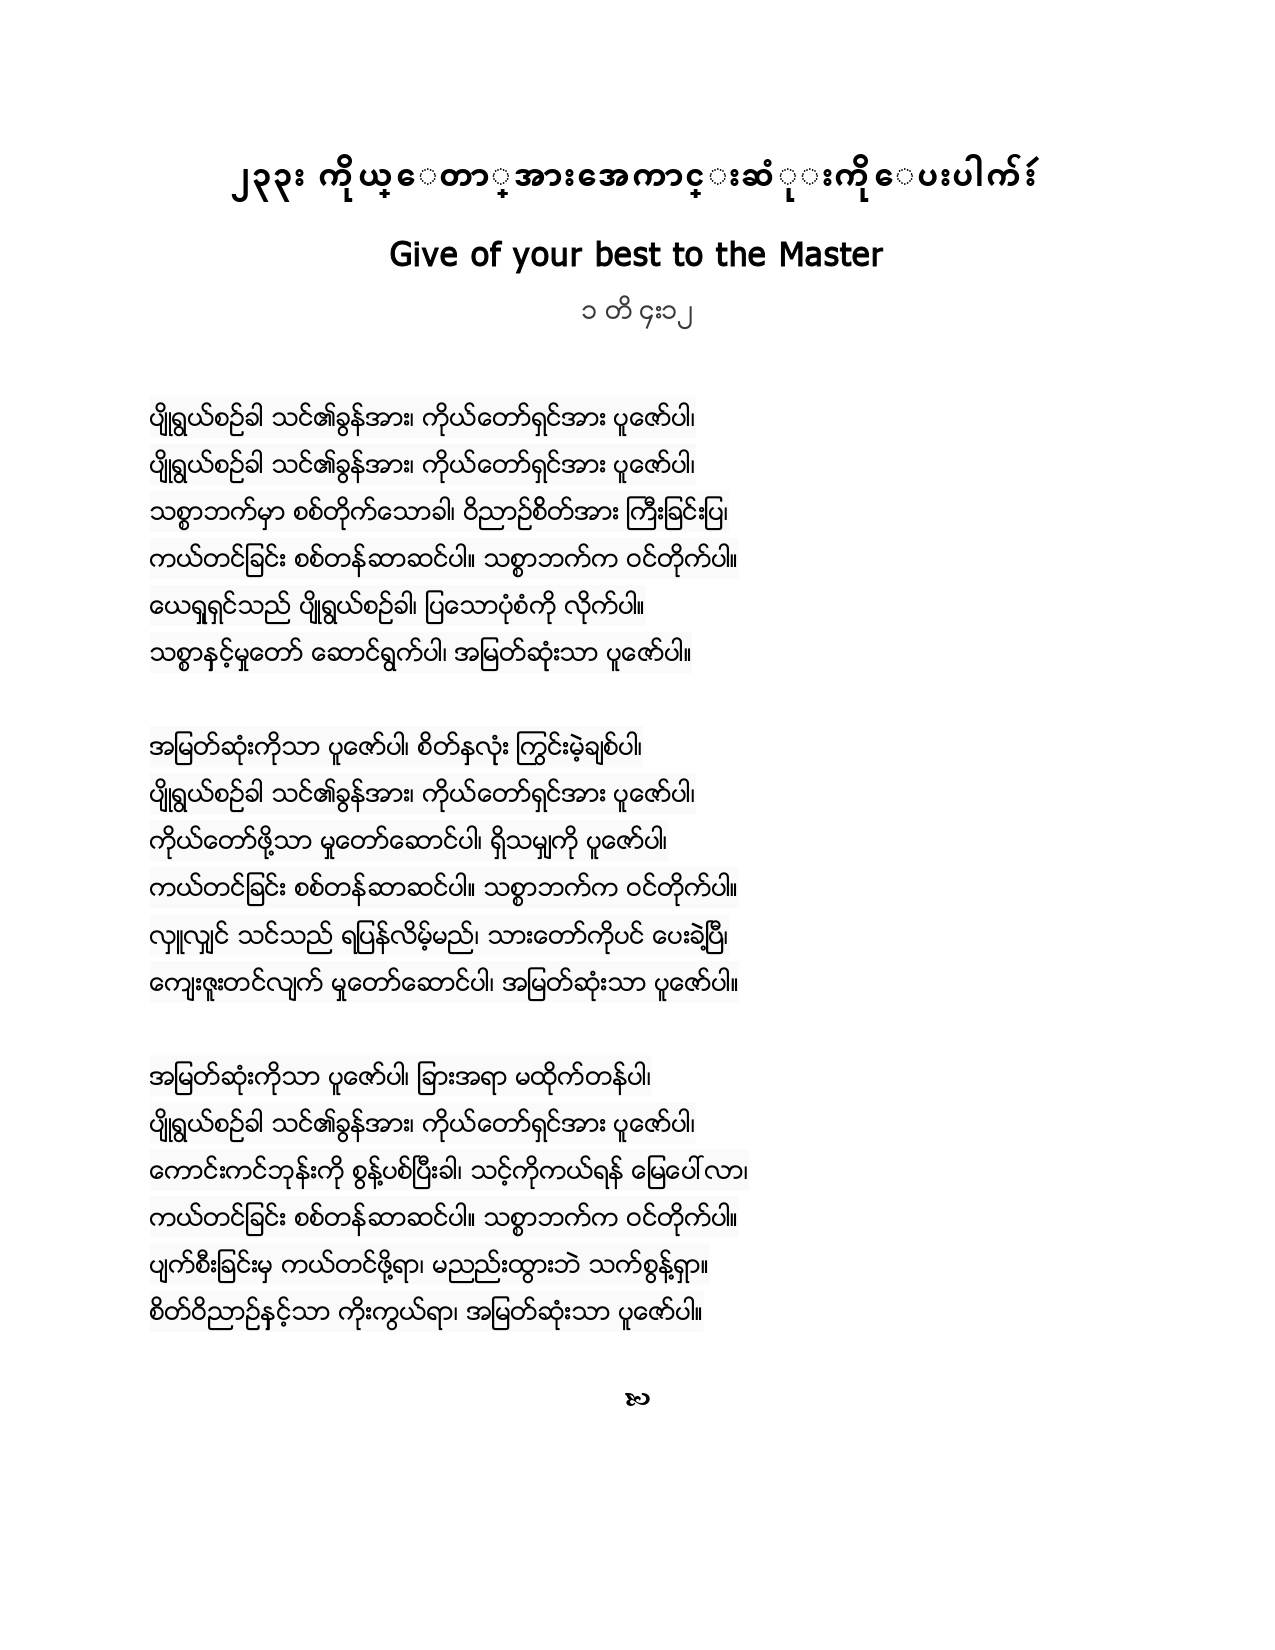 ၂၃၃း ကိုယ္ေတာ္အားအေကာင္းဆံုးကိုေပးပါက်ဴး
Give of your best to the Master
၁ တိ ၄း၁၂
ပျိုရွယ်စဉ်ခါ သင်၏ခွန်အား၊ ကိုယ်တော်ရှင်အား ပူဇော်ပါ၊
ပျိုရွယ်စဉ်ခါ သင်၏ခွန်အား၊ ကိုယ်တော်ရှင်အား ပူဇော်ပါ၊
သစ္စာဘက်မှာ စစ်တိုက်သောခါ၊ ဝိညာဉ်စိတ်အား ကြီးခြင်းပြ၊
ကယ်တင်ခြင်း စစ်တန်ဆာဆင်ပါ။ သစ္စာဘက်က ဝင်တိုက်ပါ။
ယေရှုရှင်သည် ပျိုရွယ်စဉ်ခါ၊ ပြသောပုံစံကို လိုက်ပါ။
သစ္စာနှင့်မှုတော် ဆောင်ရွက်ပါ၊ အမြတ်ဆုံးသာ ပူဇော်ပါ။
အမြတ်ဆုံးကိုသာ ပူဇော်ပါ၊ စိတ်နှလုံး ကြွင်းမဲ့ချစ်ပါ၊
ပျိုရွယ်စဉ်ခါ သင်၏ခွန်အား၊ ကိုယ်တော်ရှင်အား ပူဇော်ပါ၊
ကိုယ်တော်ဖို့သာ မှုတော်ဆောင်ပါ၊ ရှိသမျှကို ပူဇော်ပါ၊
ကယ်တင်ခြင်း စစ်တန်ဆာဆင်ပါ။ သစ္စာဘက်က ဝင်တိုက်ပါ။
လှူလျှင် သင်သည် ရပြန်လိမ့်မည်၊ သားတော်ကိုပင် ပေးခဲ့ပြီ၊
ကျေးဇူးတင်လျက် မှုတော်ဆောင်ပါ၊ အမြတ်ဆုံးသာ ပူဇော်ပါ။
အမြတ်ဆုံးကိုသာ ပူဇော်ပါ၊ ခြားအရာ မထိုက်တန်ပါ၊
ပျိုရွယ်စဉ်ခါ သင်၏ခွန်အား၊ ကိုယ်တော်ရှင်အား ပူဇော်ပါ၊
ကောင်းကင်ဘုန်းကို စွန့်ပစ်ပြီးခါ၊ သင့်ကိုကယ်ရန် မြေပေါ်လာ၊
ကယ်တင်ခြင်း စစ်တန်ဆာဆင်ပါ။ သစ္စာဘက်က ဝင်တိုက်ပါ။
ပျက်စီးခြင်းမှ ကယ်တင်ဖို့ရာ၊ မညည်းထွားဘဲ သက်စွန့်ရှာ။
စိတ်ဝိညာဉ်နှင့်သာ ကိုးကွယ်ရာ၊ အမြတ်ဆုံးသာ ပူဇော်ပါ။